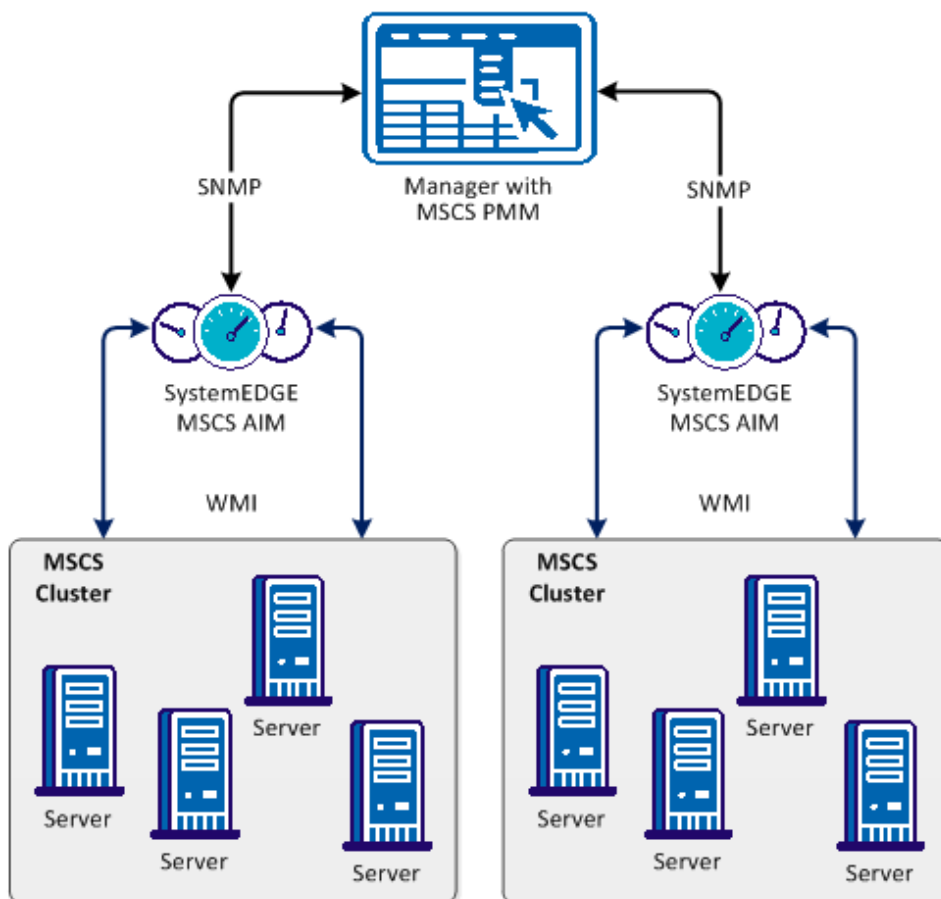 Manager with
MSCS PMM
SNMP
SNMP
SystemEDGE
MSCS AIM
SystemEDGE
MSCS AIM
WMI
WMI
MSCS
Cluster
Server
Server
Server
Server
MSCS
Cluster
Server
Server
Server
Server